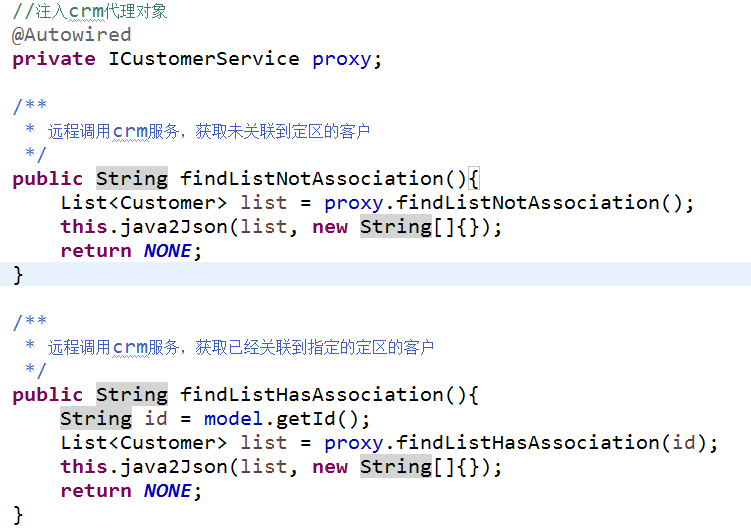 //注入crm代理对象
@Autowired
private ICustomerService proxy;
/**
* 远程调用crm服务，获取未关联到定区的客户
*/
public String findListNotAssociation(){
List<Customer> list = proxy.findListNotAssociation();
this.java2Json(list, new String[]{});
return NONE;
}
/**
* 远程调用crm服务，获取已经关联到指定的定区的客户
*/
public String findListHasAssociation(){
String id = model.getId();
List<Customer> list = proxy.findListHasAssociation(id);
this.java2Json(list, new String[]{});
return NONE;
}